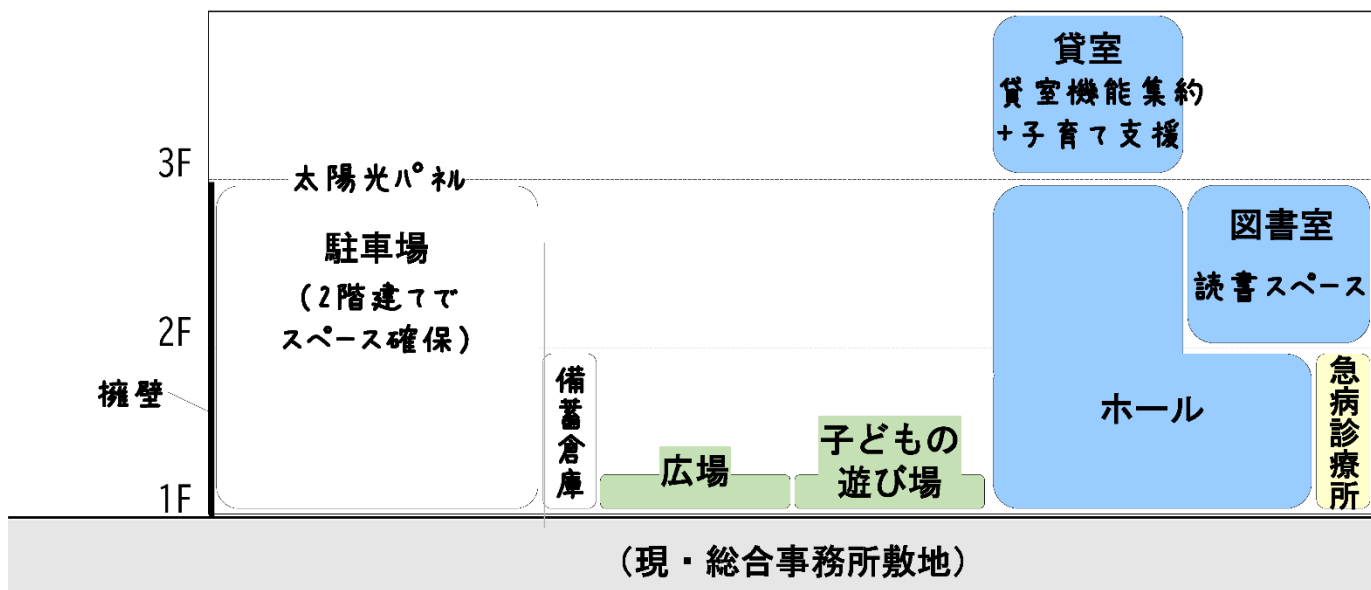 貸室
貸室機能集約
+子育て支援
3F
太陽光パネル
駐車場
(2階建てで
スペース確保)
図書室
読書スペース
2F
擁壁
備蓄倉庫
広場
子どもの
遊び場
ホール
急病診療所
1F
(現・総合事務所敷地)